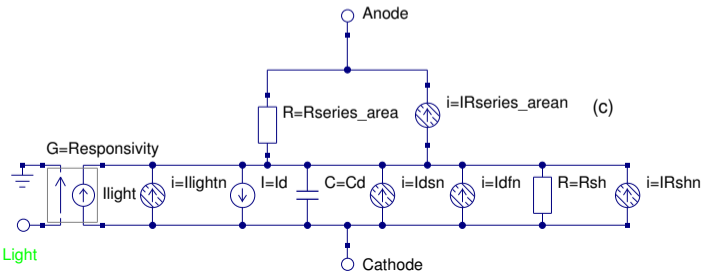 Anode
R=Rseries_area
i=IRseries_arean
(c)
G=Responsivity
Ilight
i=Ilightn
I=Id
C=Cd
i=Idsn
i=Idfn
R=Rsh
i=IRshn
Light
Cathode